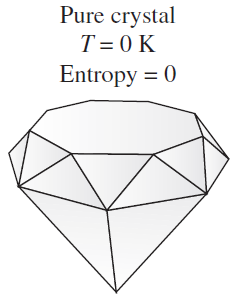 Pure crystal
T = 0 K
Entropy = 0